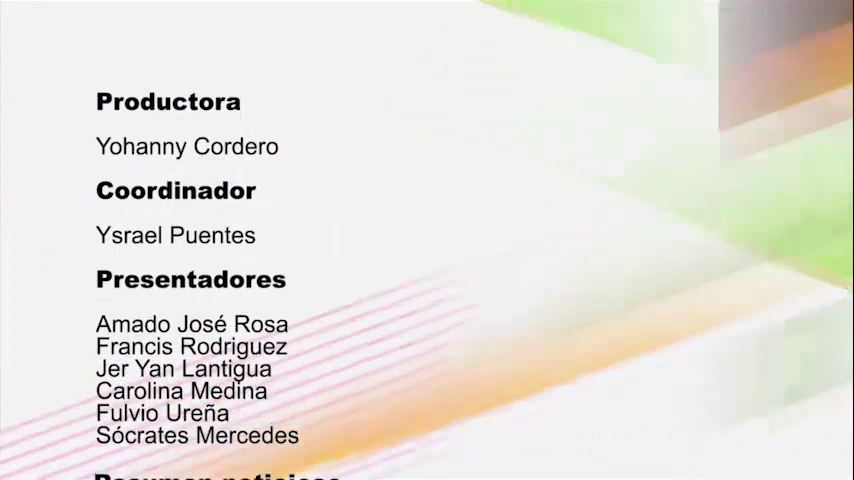 Productora
Yohanny Cordero
Coordinador
Ysrael Puentes
Presentadores
Amado José Rosa
Francis Rodriguez
Jer Yan Lantigua
Carolina Medina
Fulvio Ureña
Sócrates Mercedes